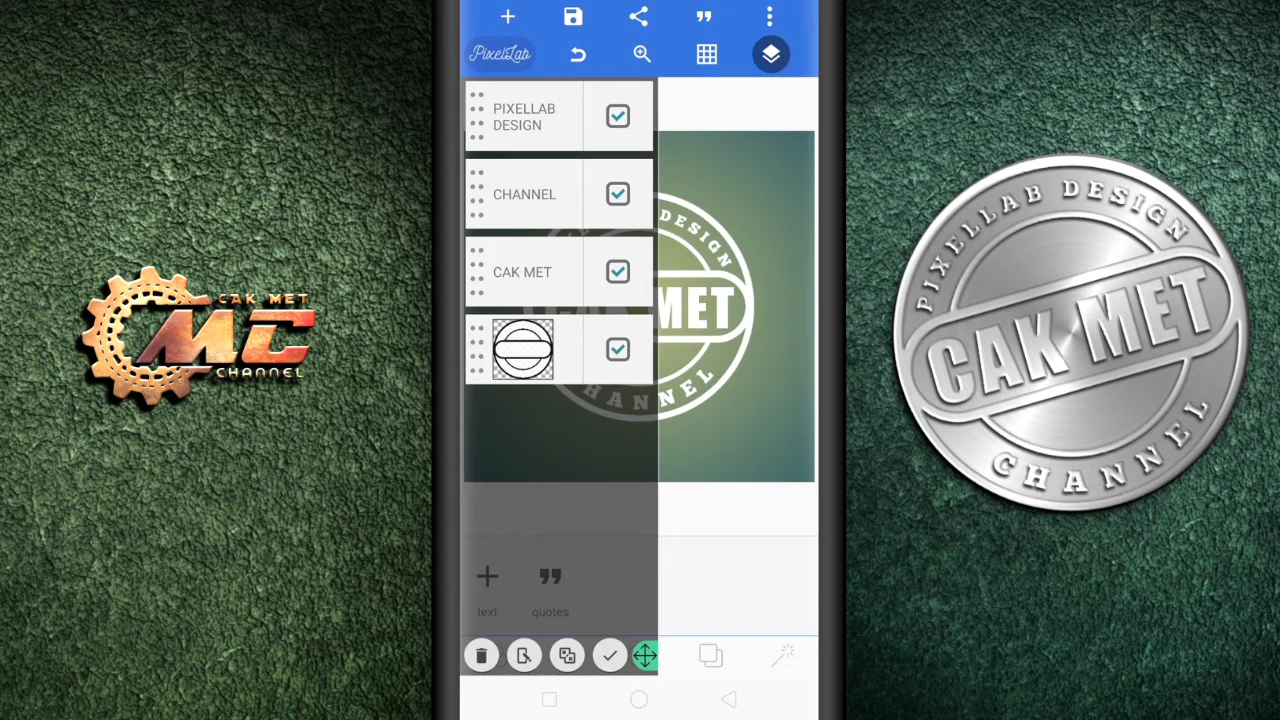 PixelLab
PIXELLAB
DESIGN
CHANNEL
CAK MET
DESIGN
CAK MET
CHANNEL
text
quotes
CAK MET
MC
CHANNEL
PIXELLAB DESIGN
CAK MET
CHANNEL